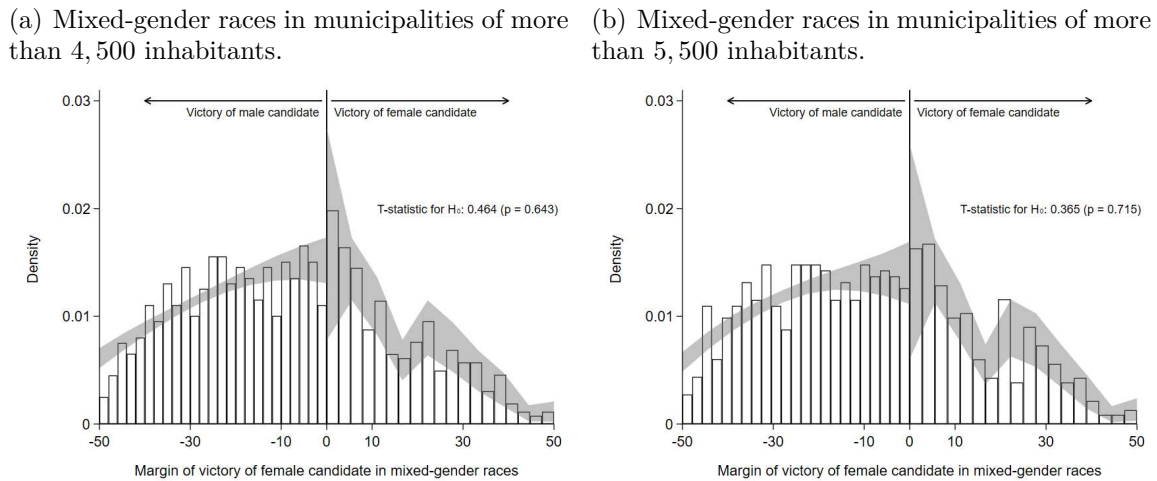 (a) Mixed-gender races in municipalities of more
than 4, 500 inhabitants.
0.03
0.02
0.01
0
Density
Victory of male candidate
Victory of female candidate
T-statistic for H₀: 0.464 (p = 0.643)
-50
-30
-10
0
10
30
50
Margin of victory of female candidate in mixed-gender races
(b) Mixed-gender races in municipalities of more
than 5, 500 inhabitants.
0.03
0.02
0.01
0
Density
Victory of male candidate
Victory of female candidate
T-statistic for H₀: 0.365 (p = 0.715)
-50
-30
-10
0
10
30
50
Margin of victory of female candidate in mixed-gender races